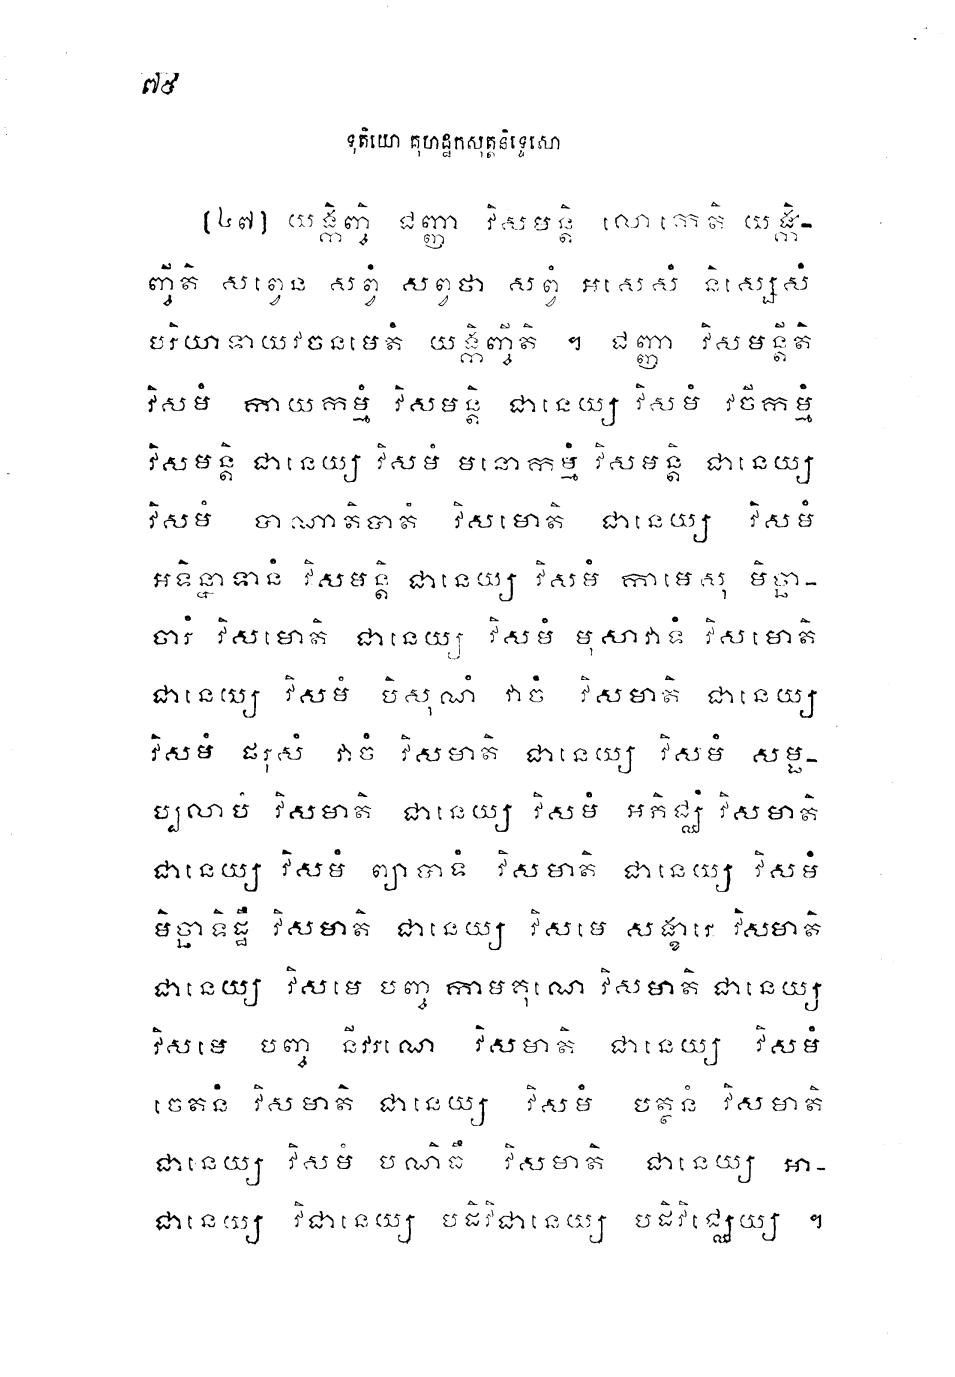 ៧៥
ទុតិយោ គុហដ្ឋកសុត្តនិទ្ទេសោ
(៤៧) យង្កិញ្ចិ ជញ្ញា វិសមន្តិ លោកេតិ យង្កិ-
ញ្ចីតិ សព្វេន សព្វំ សព្វថា សព្វំ អសេសំ និស្សេសំ
បរិយាទាយវចនមេតំ យង្កិញ្ចីតិ ។ ជញ្ញា វិសមន្តីតិ
វិសមំ កាយកម្មំ វិសមន្តិ ជានេយ្យ វិសមំ វចីកម្មំ
វិសមន្តិ ជានេយ្យ វិសមំ មនោកម្មំ វិសមន្តិ ជានេយ្យ
វិសមំ បាណាតិបាតំ វិសមោតិ ជានេយ្យ វិសមំ
អទិន្នាទានំ វិសមន្តិ ជានេយ្យ វិសមំ កាមេសុ មិច្ឆា-
ចារំ វិសមោតិ ជានេយ្យ វិសមំ មុសាវាទំ វិសមោតិ
ជានេយ្យ វិសមំ បិសុណំ វាចំ វិសមាតិ ជានេយ្យ
វិសមំ ផរុសំ វាចំ វិសមាតិ ជានេយ្យ វិសមំ សម្ផ-
ប្បលាបំ វិសមាតិ ជានេយ្យ វិសមំ អភិជ្ឈំ វិសមាតិ
ជានេយ្យ វិសមំ ព្យាបាទំ វិសមាតិ ជានេយ្យ វិសមំ
មិច្ឆាទិដ្ឋឹ វិសមាតិ ជានេយ្យ វិសមេ សង្ខារេ វិសមាតិ
ជានេយ្យ វិសមេ បញ្ច កាមគុណេ វិសមាតិ ជានេយ្យ
វិសមេ បញ្ច នីវរណេ វិសមាតិ ជានេយ្យ វិសមំ
ចេតនំ វិសមាតិ ជានេយ្យ វិសមំ បត្ថនំ វិសមាតិ
ជានេយ្យ វិសមំ បណិធឹ វិសមាតិ ជានេយ្យ អា-
ជានេយ្យ វិជានេយ្យ បដិវិជានេយ្យ បដិវិជ្ឈេយ្យ ។